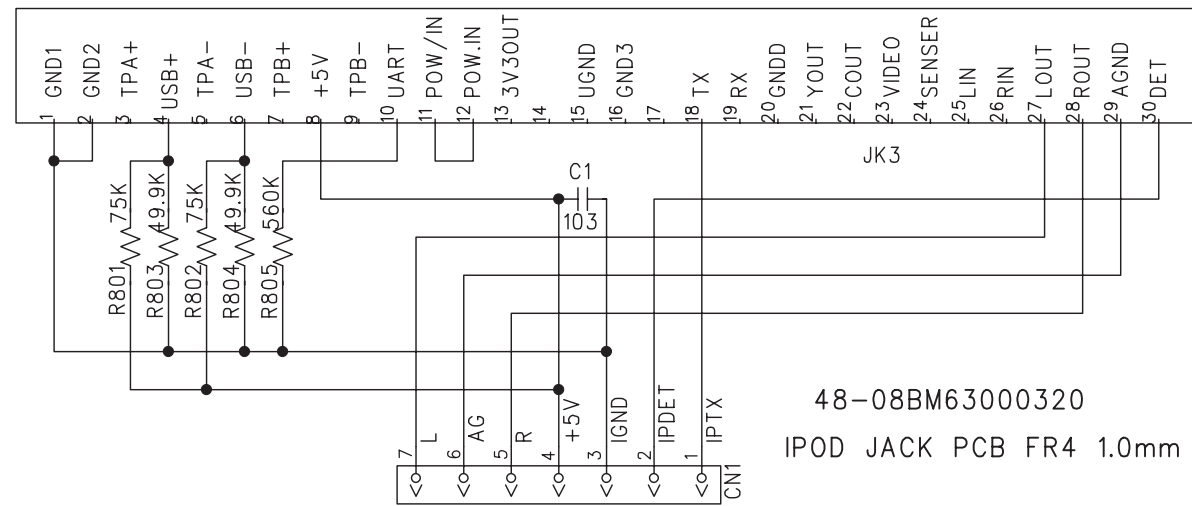 GND1
GND2
TPA+
USB+
TPA-
USB-
TPB+
+5V
TPB-
UART
POW/IN
POW.IN
3V3OUT
UGND
GND3
TX
RX
GNDD
YOUT
COUT
VIDEO
SENSER
LIN
RIN
LOUT
ROUT
AGND
DET
1
2
3
4
5
6
7
8
9
10
11
12
13
14
15
16
17
18
19
20
21
22
23
24
25
26
27
28
29
30
JK3
75K
49.9K
75K
49.9K
560K
R801
R803
R802
R804
R805
C1
103
L
AG
R
+5V
IGND
IPDET
IPTX
7
6
5
4
3
2
1
CN1
48-08BM63000320
IPOD JACK PCB FR4 1.0mm